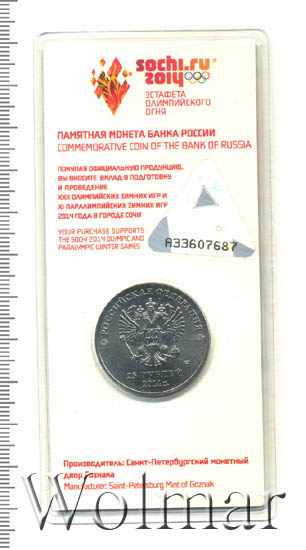 sochi.ru
2014
ЭСТАФЕТА
ОЛИМПИЙСКОГО
ОГНЯ
ПАМЯТНАЯ МОНЕТА БАНКА РОССИИ
COMMEMORATIVE COIN OF THE BANK OF RUSSIA
ПОКУПАЯ ОФИЦИАЛЬНУЮ ПРОДУКЦИЮ,
ВЫ ВНОСИТЕ ВКЛАД В ПОДГОТОВКУ
И ПРОВЕДЕНИЕ
XXII ОЛИМПИЙСКИХ ЗИМНИХ ИГР И
XI ПАРАЛИМПИЙСКИХ ЗИМНИХ ИГР
2014 ГОДА В ГОРОДЕ СОЧИ
YOUR PURCHASE SUPPORTS
THE SOCHI 2014 OLYMPIC AND
PARALYMPIC WINTER GAMES
A33607687
РОССИЙСКАЯ ФЕДЕРАЦИЯ
25 РУБЛЕЙ
2014 г.
Производитель: Санкт-Петербургский монетный
двор Гознака
Manufacturer: Saint-Petersburg Mint of Goznak
Wolmar